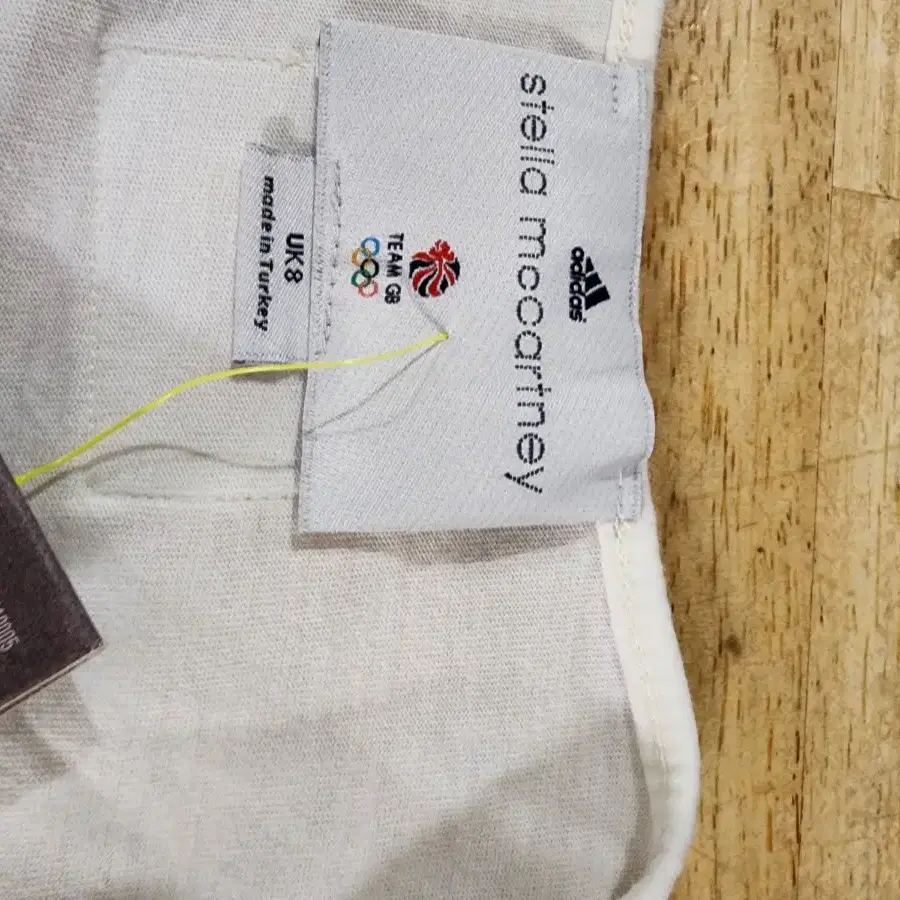 adidas
stella mccartney
TEAM GB
UK 8
made in Turkey